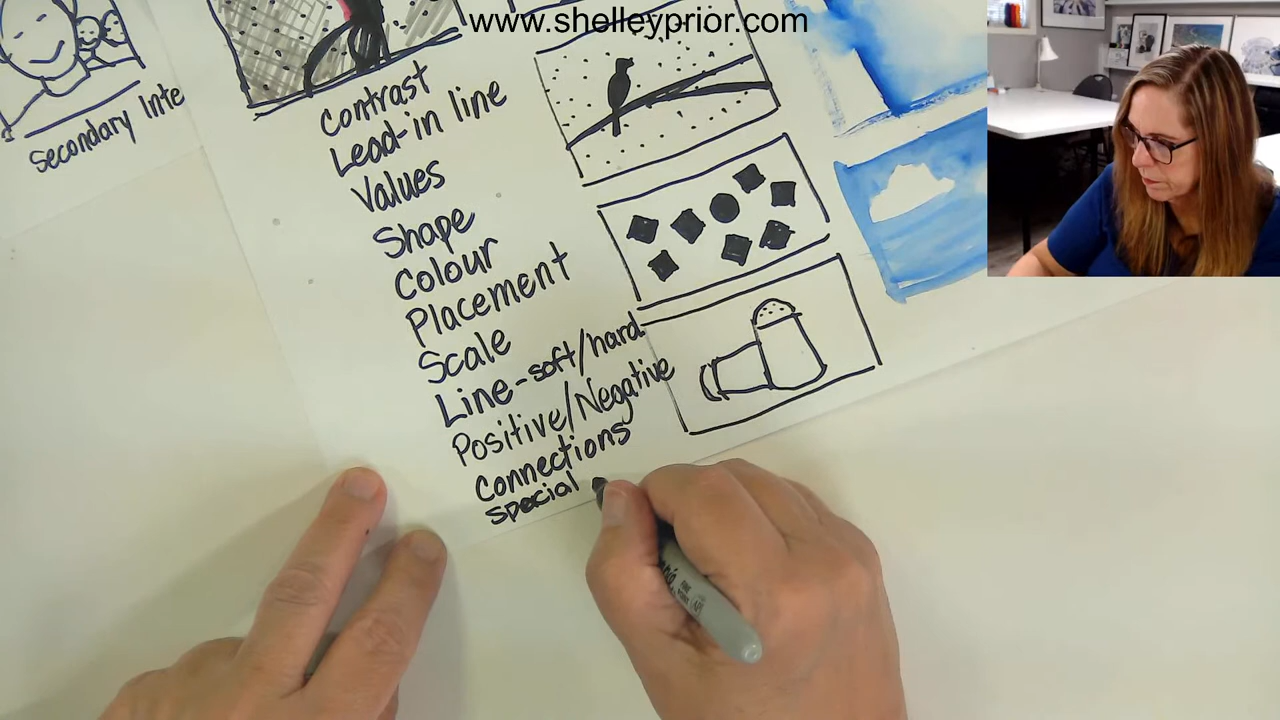 www.shelleyprior.com
Secondary Inte
Contrast
Lead-in line
Values
Shape
Colour
Placement
Scale
Line-soft/hard
Positive/Negative
Connections
Special